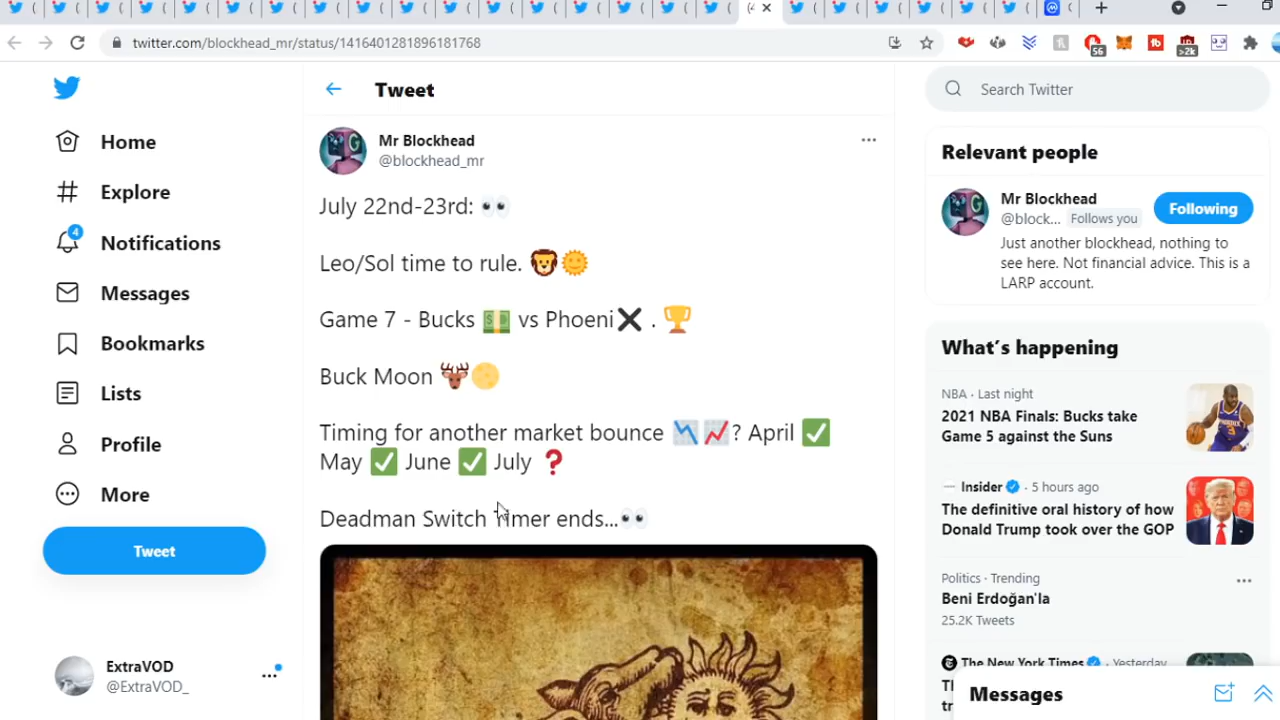 twitter.com/blockhead_mr/status/1416401281896181768
56
>2k
Home
Explore
4
Notifications
Messages
Bookmarks
Lists
Profile
More
Tweet
ExtraVOD
@ExtraVOD_
Tweet
Mr Blockhead
@blockhead_mr
July 22nd-23rd: 👀
Leo/Sol time to rule. 🦁🌞
Game 7 - Bucks 💵 vs Phoeni❌ . 🏆
Buck Moon 🦌🌕
Timing for another market bounce 📉📈? April ✅
May ✅ June ✅ July ❓
Deadman Switch Timer ends...👀
Search Twitter
Relevant people
Mr Blockhead
@block... Follows you
Following
Just another blockhead, nothing to
see here. Not financial advice. This is a
LARP account.
What's happening
NBA · Last night
2021 NBA Finals: Bucks take
Game 5 against the Suns
Insider · 5 hours ago
The definitive oral history of how
Donald Trump took over the GOP
Politics · Trending
Beni Erdoğan'la
25.2K Tweets
The New York Times · Yesterday
Messages